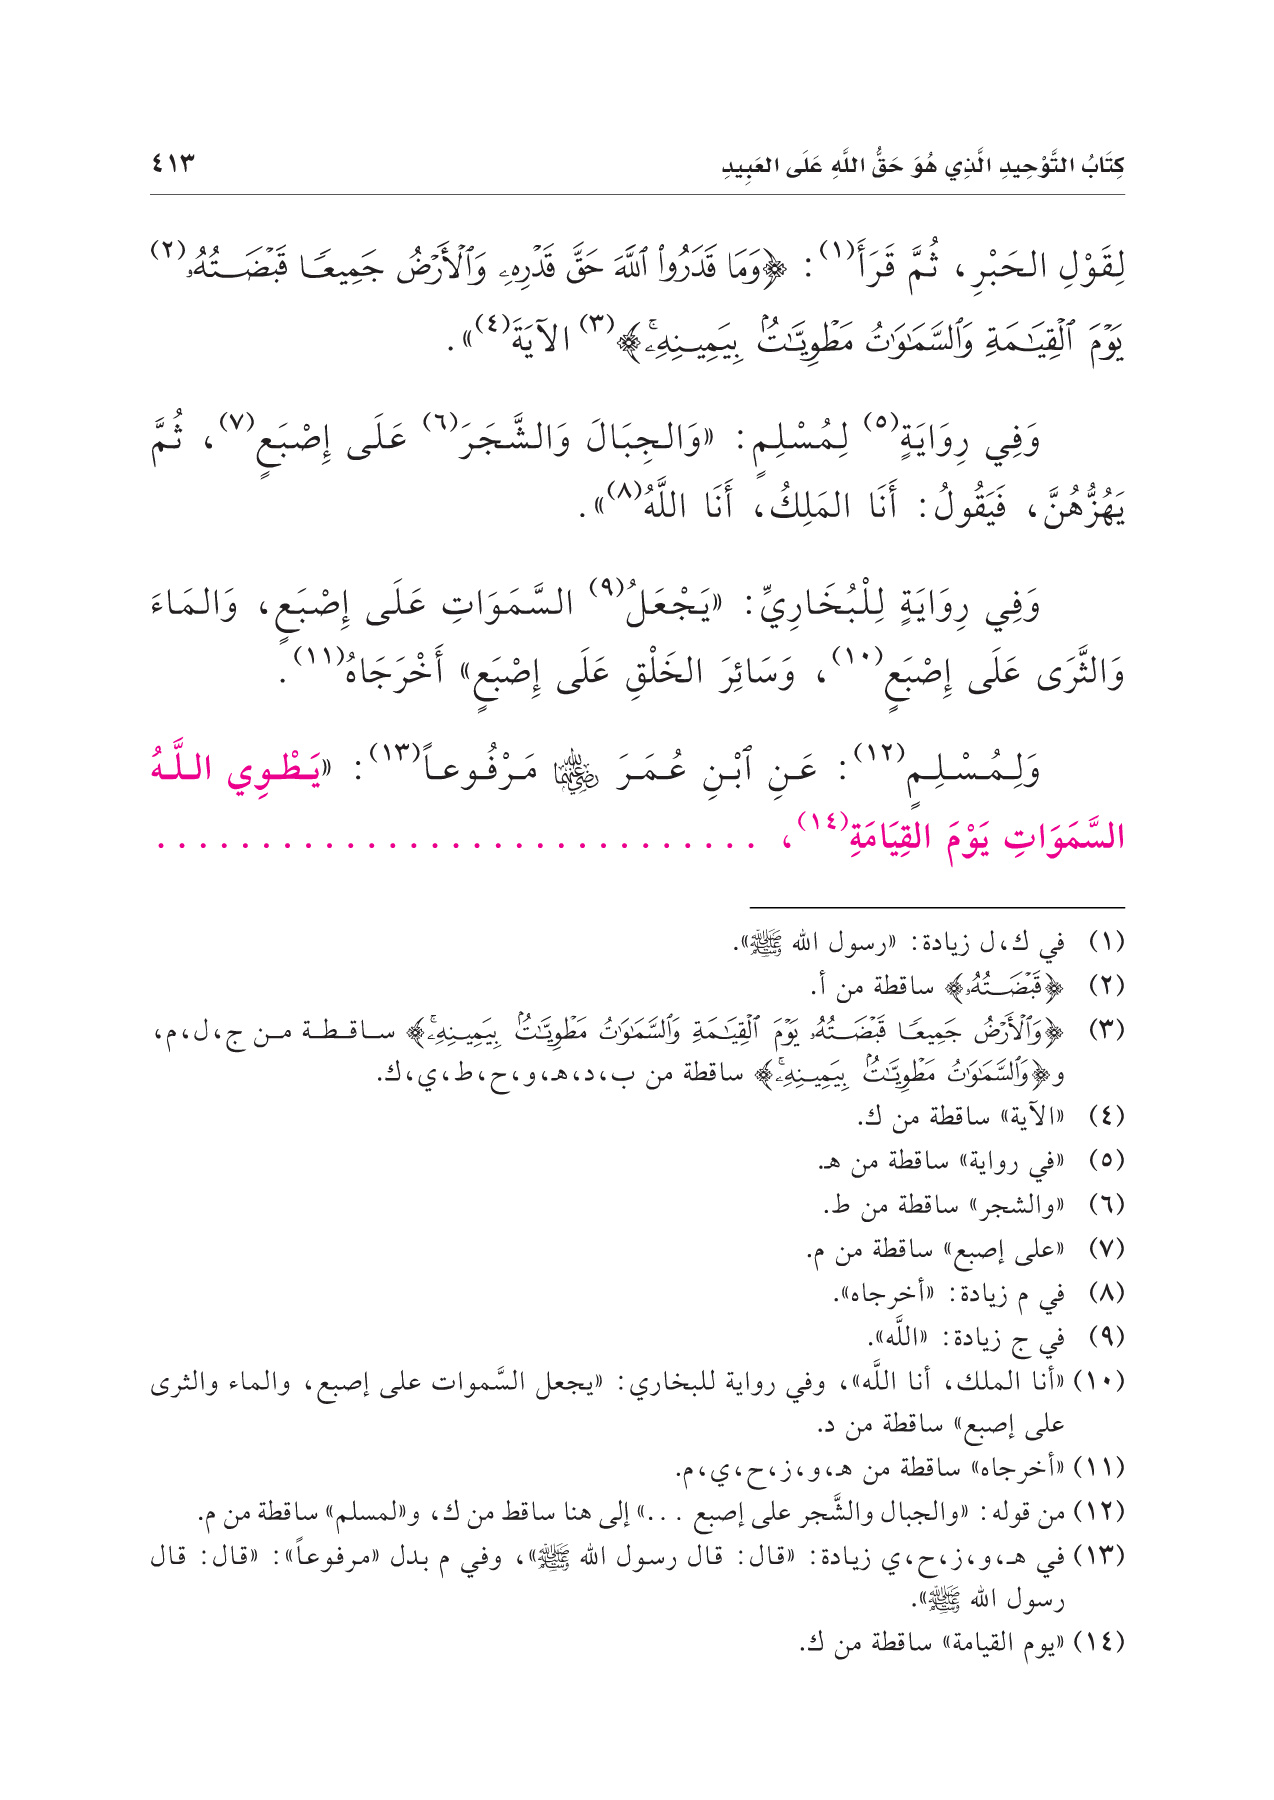 كِتَابُ التَّوْحِيدِ الَّذِي هُوَ حَقُّ اللَّهِ عَلَى العَبِيدِ ٤١٣
لِقَوْلِ الحَبْرِ، ثُمَّ قَرَأَ(١): ﴿وَمَا قَدَرُوا۟ ٱللَّهَ حَقَّ قَدْرِهِۦ وَٱلْأَرْضُ جَمِيعًا قَبْضَتُهُۥ(٢)
يَوْمَ ٱلْقِيَـٰمَةِ وَٱلسَّمَـٰوَٰتُ مَطْوِيَّـٰتٌۢ بِيَمِينِهِۦۚ﴾(٣) الآيَةَ(٤)».
وَفِي رِوَايَةٍ(٥) لِمُسْلِمٍ: «وَالجِبَالَ وَالشَّجَرَ(٦) عَلَى إِصْبَعٍ(٧)، ثُمَّ
يَهُزُّهُنَّ، فَيَقُولُ: أَنَا المَلِكُ، أَنَا اللَّهُ(٨)».
وَفِي رِوَايَةٍ لِلْبُخَارِيِّ: «يَجْعَلُ(٩) السَّمَوَاتِ عَلَى إِصْبَعٍ، وَالمَاءَ
وَالثَّرَى عَلَى إِصْبَعٍ(١٠)، وَسَائِرَ الخَلْقِ عَلَى إِصْبَعٍ» أَخْرَجَاهُ(١١).
وَلِمُسْلِمٍ(١٢): عَنِ ٱبْنِ عُمَرَ رضي الله عنهما مَرْفُوعاً(١٣): «يَطْوِي اللَّهُ
السَّمَوَاتِ يَوْمَ القِيَامَةِ(١٤)، . . . . . . . . . . . . . . . . . . . . . . . . . . . . .
(١) في ك،ل زيادة: «رسول الله ﷺ».
(٢) ﴿قَبْضَتُهُۥ﴾ ساقطة من أ.
(٣) ﴿وَٱلْأَرْضُ جَمِيعًا قَبْضَتُهُۥ يَوْمَ ٱلْقِيَـٰمَةِ وَٱلسَّمَـٰوَٰتُ مَطْوِيَّـٰتٌۢ بِيَمِينِهِۦۚ﴾ ساقطة من ج،ل،م،
و﴿وَٱلسَّمَـٰوَٰتُ مَطْوِيَّـٰتٌۢ بِيَمِينِهِۦۚ﴾ ساقطة من ب،د،هـ،و،ح،ط،ي،ك.
(٤) «الآية» ساقطة من ك.
(٥) «في رواية» ساقطة من هـ.
(٦) «والشجر» ساقطة من ط.
(٧) «على إصبع» ساقطة من م.
(٨) في م زيادة: «أخرجاه».
(٩) في ج زيادة: «اللَّه».
(١٠) «أنا الملك، أنا اللَّه»، وفي رواية للبخاري: «يجعل السَّموات على إصبع، والماء والثرى
على إصبع» ساقطة من د.
(١١) «أخرجاه» ساقطة من هـ،و،ز،ح،ي،م.
(١٢) من قوله: «والجبال والشَّجر على إصبع ...» إلى هنا ساقط من ك، و«لمسلم» ساقطة من م.
(١٣) في هـ،و،ز،ح،ي زيادة: «قال: قال رسول الله ﷺ»، وفي م بدل «مرفوعاً»: «قال: قال
رسول الله ﷺ».
(١٤) «يوم القيامة» ساقطة من ك.